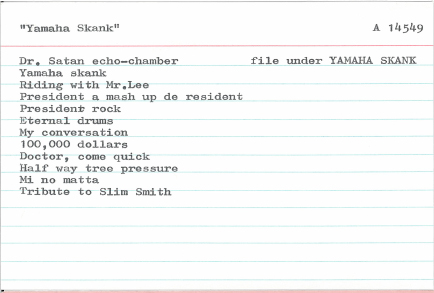 "Yamaha Skank" A 14549
Dr. Satan echo-chamber file under YAMAHA SKANK
Yamaha skank
Riding with Mr.Lee
President a mash up de resident
President rock
Eternal drums
My conversation
100,000 dollars
Doctor, come quick
Half way tree pressure
Mi no matta
Tribute to Slim Smith